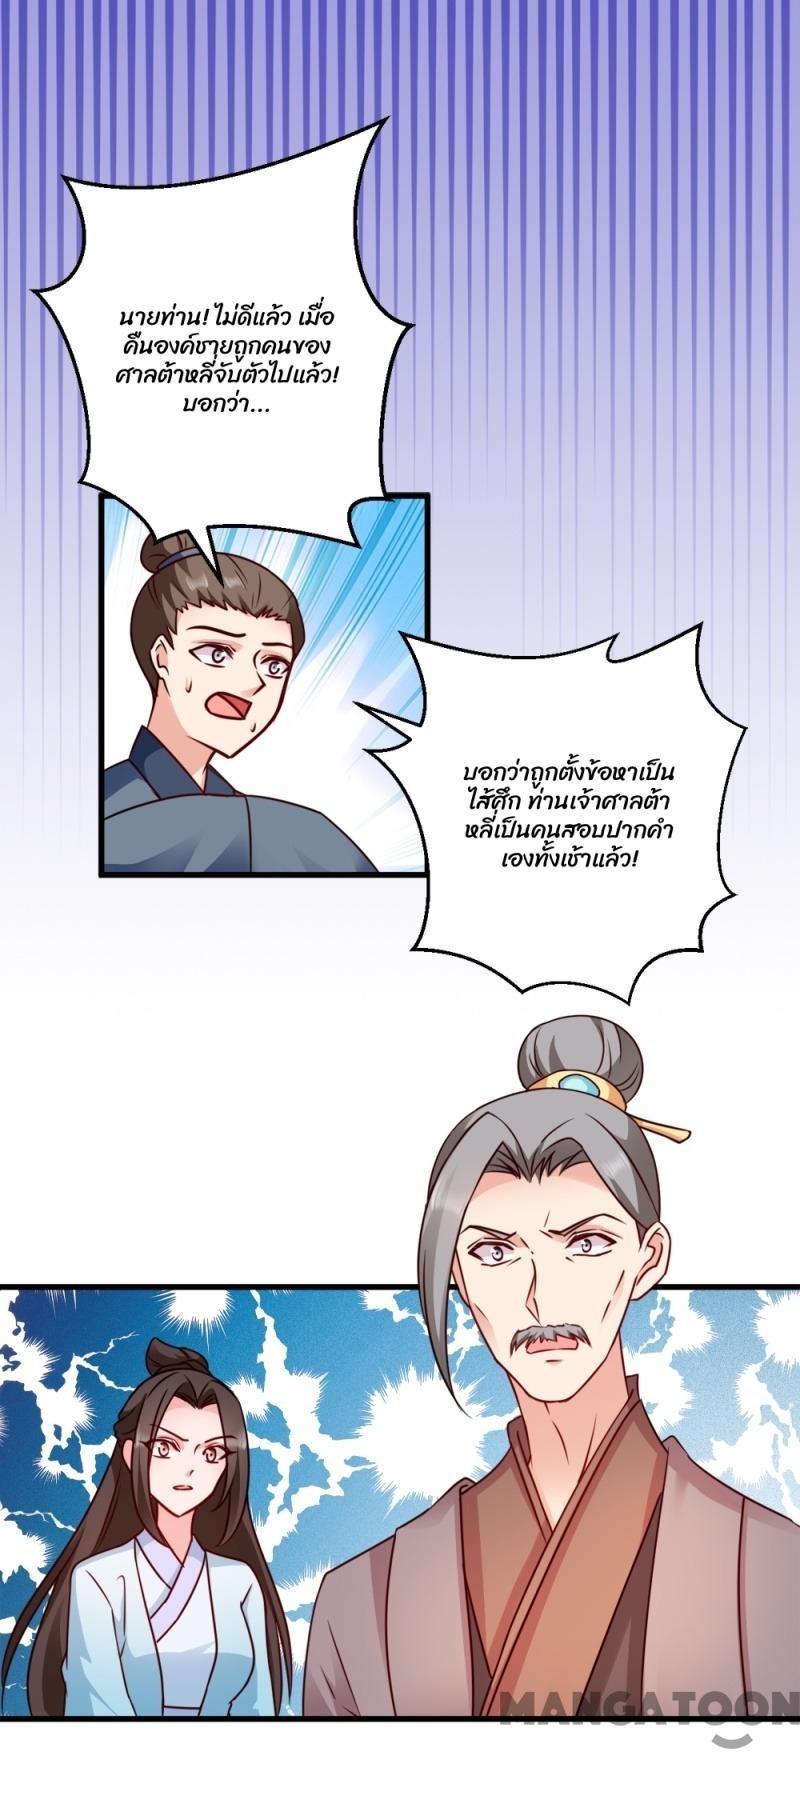 นายท่าน! ไม่ดีแล้ว เมื่อ
คืนองค์ชายถูกคนของ
ศาลต้าหลี่จับตัวไปแล้ว!
บอกว่า...
บอกว่าถูกตั้งข้อหาเป็น
ไส้ศึก ท่านเจ้าศาลต้า
หลี่เป็นคนสอบปากคำ
เองทั้งเช้าแล้ว!
MANGATOON